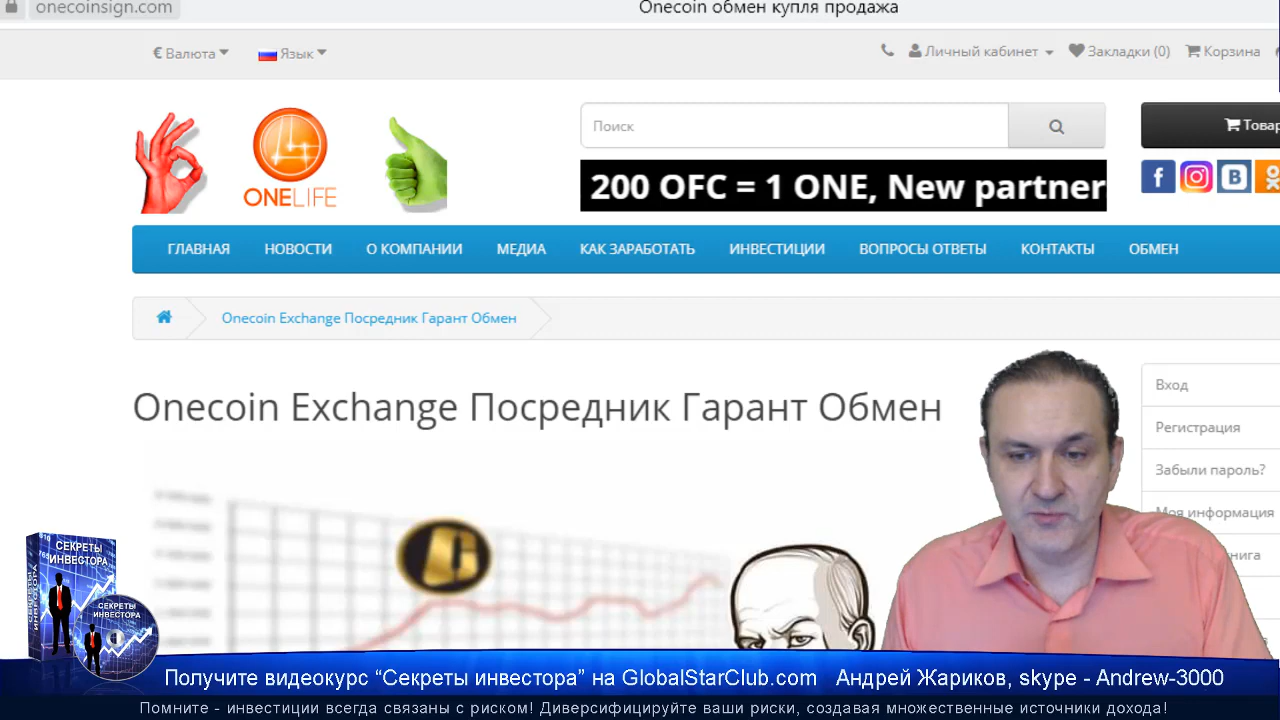 onecoinsign.com
Onecoin обмен купля продажа
€ Валюта
Язык
Личный кабинет
Закладки (0)
Корзина
ONELIFE
Поиск
Товар
200 OFC = 1 ONE, New partner
ГЛАВНАЯ НОВОСТИ О КОМПАНИИ МЕДИА КАК ЗАРАБОТАТЬ ИНВЕСТИЦИИ ВОПРОСЫ ОТВЕТЫ КОНТАКТЫ ОБМЕН
Onecoin Exchange Посредник Гарант Обмен
Onecoin Exchange Посредник Гарант Обмен
Вход
Регистрация
Забыли пароль?
Моя информация
СЕКРЕТЫ
ИНВЕСТОРА
СЕКРЕТЫ
ИНВЕСТОРА
Получите видеокурс “Секреты инвестора” на GlobalStarClub.com Андрей Жариков, skype - Andrew-3000
Помните - инвестиции всегда связаны с риском! Диверсифицируйте ваши риски, создавая множественные источники дохода!